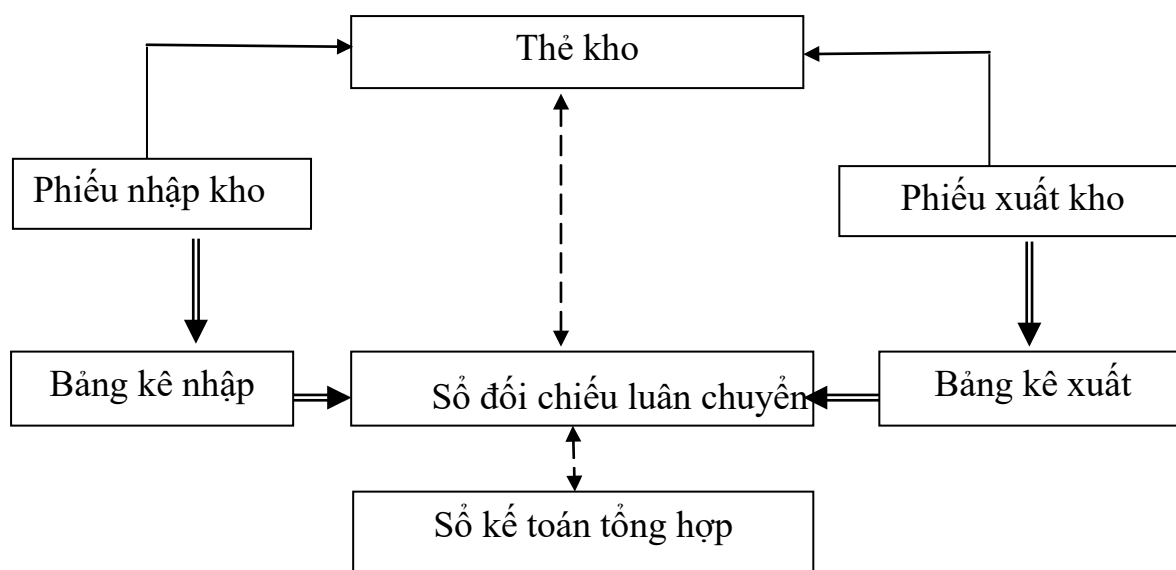 Thẻ kho
Phiếu nhập kho
Phiếu xuất kho
Bảng kê nhập
Sổ đối chiếu luân chuyển
Bảng kê xuất
Sổ kế toán tổng hợp